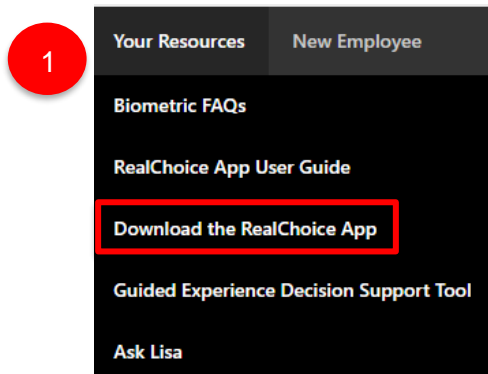 1
Your Resources New Employee
Biometric FAQs
RealChoice App User Guide
Download the RealChoice App
Guided Experience Decision Support Tool
Ask Lisa